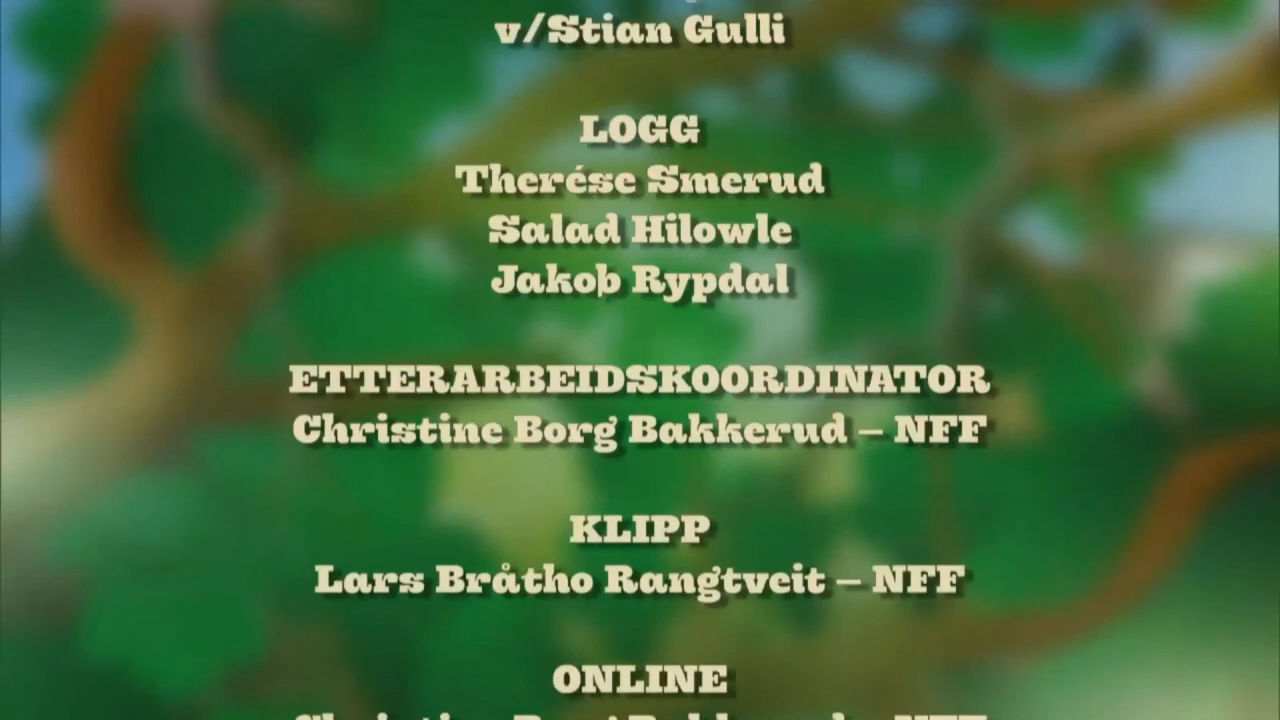 v/Stian Gulli
LOGG
Therése Smerud
Salad Hilowle
Jakob Rypdal
ETTERARBEIDSKOORDINATOR
Christine Borg Bakkerud – NFF
KLIPP
Lars Bråtho Rangtveit – NFF
ONLINE